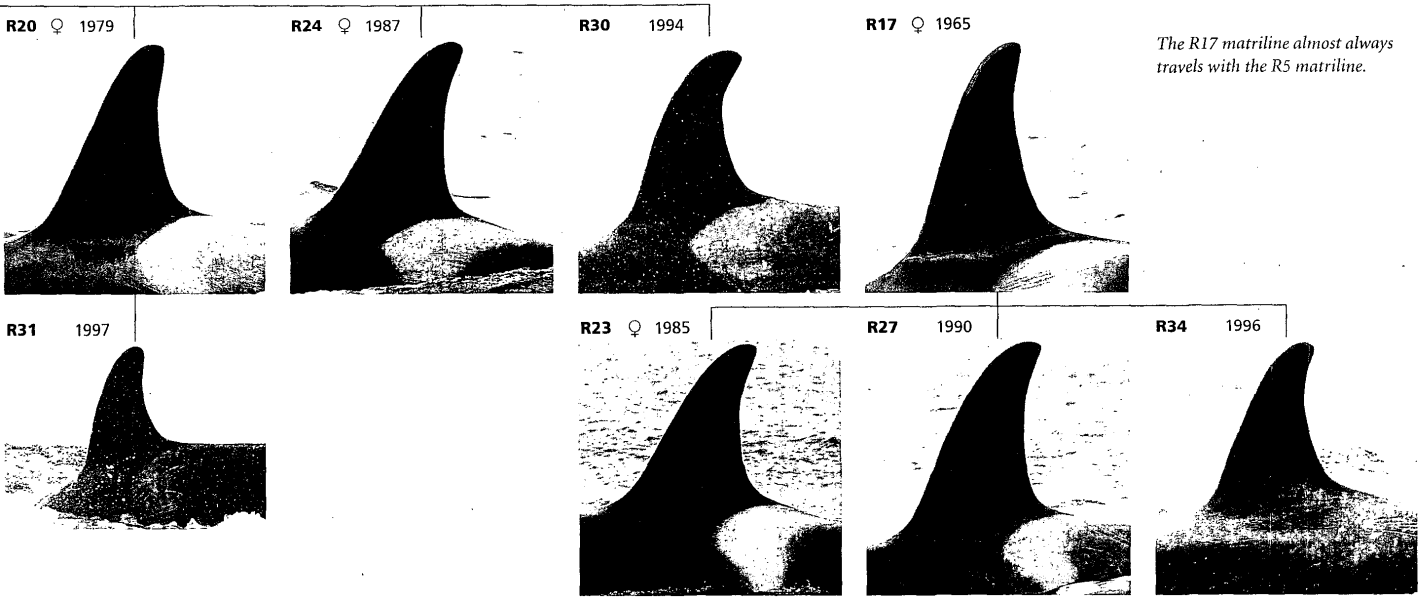 R20 ♀ 1979
R24 ♀ 1987
R30 1994
R17 ♀ 1965
The R17 matriline almost always
travels with the R5 matriline.
R31 1997
R23 ♀ 1985
R27 1990
R34 1996